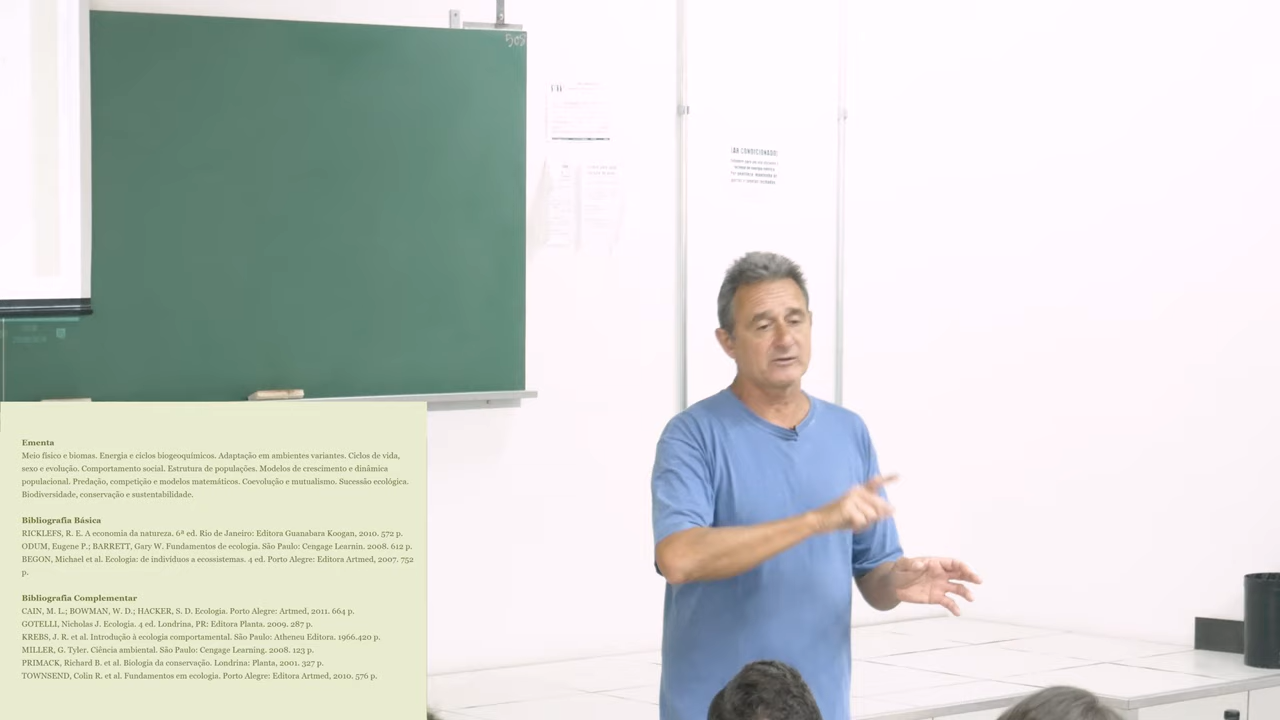 505
[AR CONDICIONADO]
Ementa
Meio físico e biomas. Energia e ciclos biogeoquímicos. Adaptação em ambientes variantes. Ciclos de vida,
sexo e evolução. Comportamento social. Estrutura de populações. Modelos de crescimento e dinâmica
populacional. Predação, competição e modelos matemáticos. Coevolução e mutualismo. Sucessão ecológica.
Biodiversidade, conservação e sustentabilidade.
Bibliografia Básica
RICKLEFS, R. E. A economia da natureza. 6ª ed. Rio de Janeiro: Editora Guanabara Koogan, 2010. 572 p.
ODUM, Eugene P.; BARRETT, Gary W. Fundamentos de ecologia. São Paulo: Cengage Learnin. 2008. 612 p.
BEGON, Michael et al. Ecologia: de indivíduos a ecossistemas. 4 ed. Porto Alegre: Editora Artmed, 2007. 752
p.
Bibliografia Complementar
CAIN, M. L.; BOWMAN, W. D.; HACKER, S. D. Ecologia. Porto Alegre: Artmed, 2011. 664 p.
GOTELLI, Nicholas J. Ecologia. 4 ed. Londrina, PR: Editora Planta. 2009. 287 p.
KREBS, J. R. et al. Introdução à ecologia comportamental. São Paulo: Atheneu Editora. 1966.420 p.
MILLER, G. Tyler. Ciência ambiental. São Paulo: Cengage Learning. 2008. 123 p.
PRIMACK, Richard B. et al. Biologia da conservação. Londrina: Planta, 2001. 327 p.
TOWNSEND, Colin R. et al. Fundamentos em ecologia. Porto Alegre: Editora Artmed, 2010. 576 p.